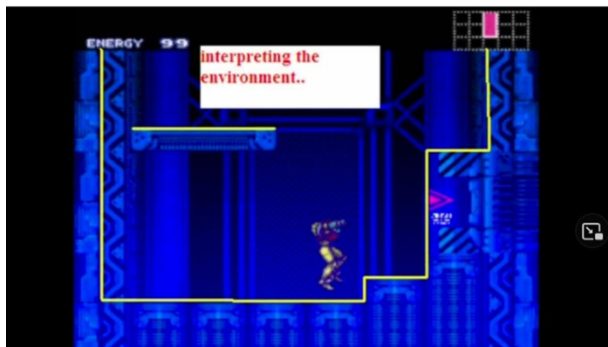 ENERGY 99
interpreting the
environment..